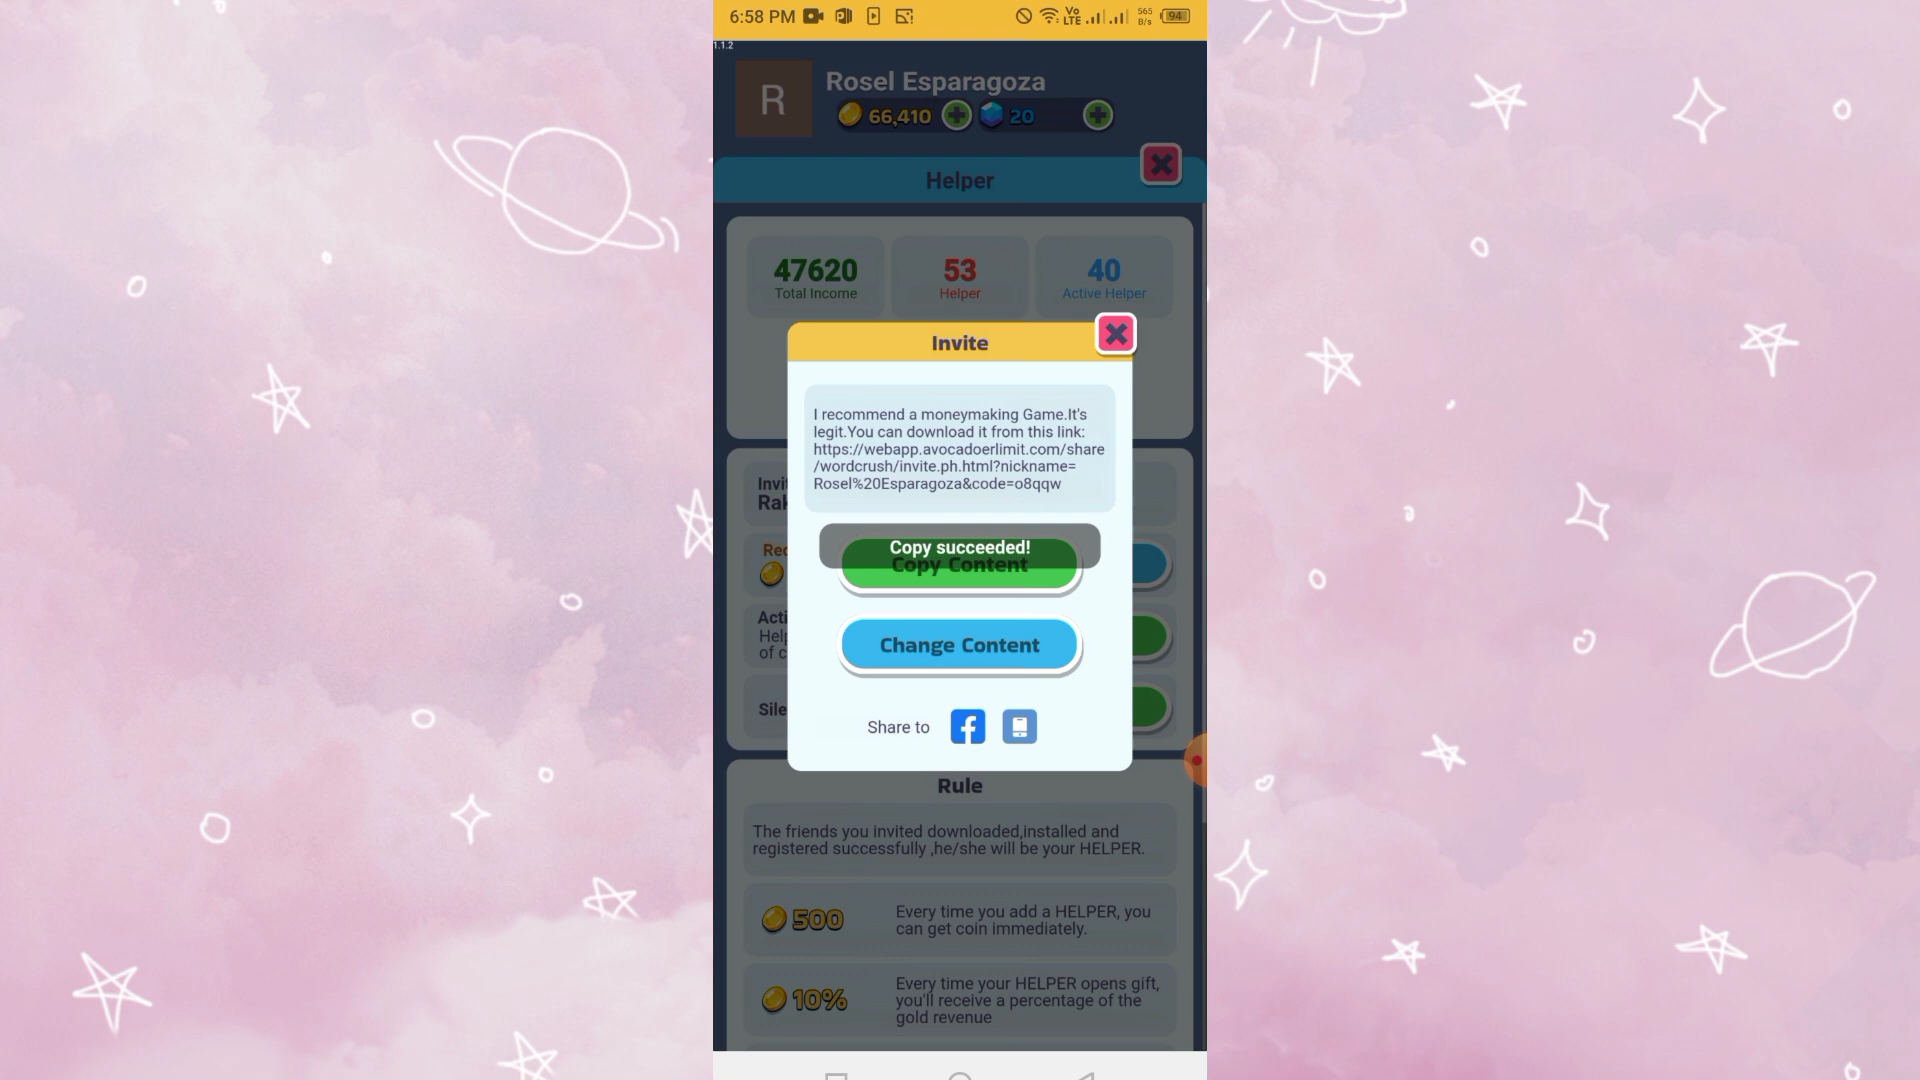 6:58 PM
Vo
LTE
565
B/s
94
1.1.2
R
Rosel Esparagoza
66,410
20
Helper
47620
53
40
Total Income
Helper
Active Helper
Invite
I recommend a moneymaking Game.It's
legit.You can download it from this link:
https://webapp.avocadoerlimit.com/share
/wordcrush/invite.ph.html?nickname=
Rosel%20Esparagoza&code=o8qqw
Copy succeeded!
Copy Content
Change Content
Share to
Rule
The friends you invited downloaded,installed and
registered successfully ,he/she will be your HELPER.
500
Every time you add a HELPER, you
can get coin immediately.
10%
Every time your HELPER opens gift,
you'll receive a percentage of the
gold revenue